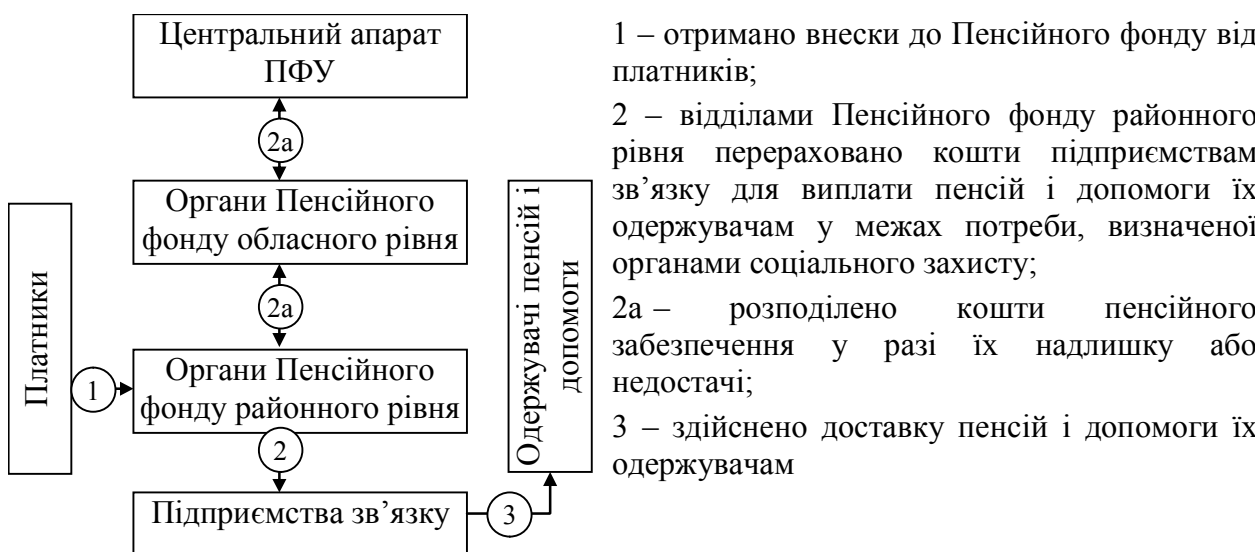 Центральний апарат
ПФУ
2а
Органи Пенсійного
фонду обласного рівня
2а
Платники
1
Органи Пенсійного
фонду районного рівня
2
Підприємства зв’язку
3
Одержувачі пенсій і
допомоги
1 – отримано внески до Пенсійного фонду від
платників;
2 – відділами Пенсійного фонду районного
рівня перераховано кошти підприємствам
зв’язку для виплати пенсій і допомоги їх
одержувачам у межах потреби, визначеної
органами соціального захисту;
2а – розподілено кошти пенсійного
забезпечення у разі їх надлишку або
недостачі;
3 – здійснено доставку пенсій і допомоги їх
одержувачам